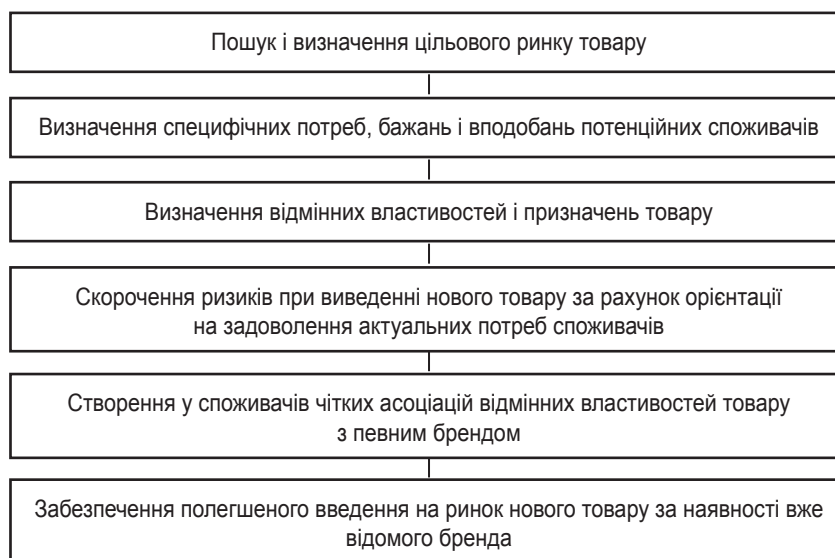 Пошук і визначення цільового ринку товару
Визначення специфічних потреб, бажань і вподобань потенційних споживачів
Визначення відмінних властивостей і призначень товару
Скорочення ризиків при виведенні нового товару за рахунок орієнтації
на задоволення актуальних потреб споживачів
Створення у споживачів чітких асоціацій відмінних властивостей товару
з певним брендом
Забезпечення полегшеного введення на ринок нового товару за наявності вже
відомого бренда